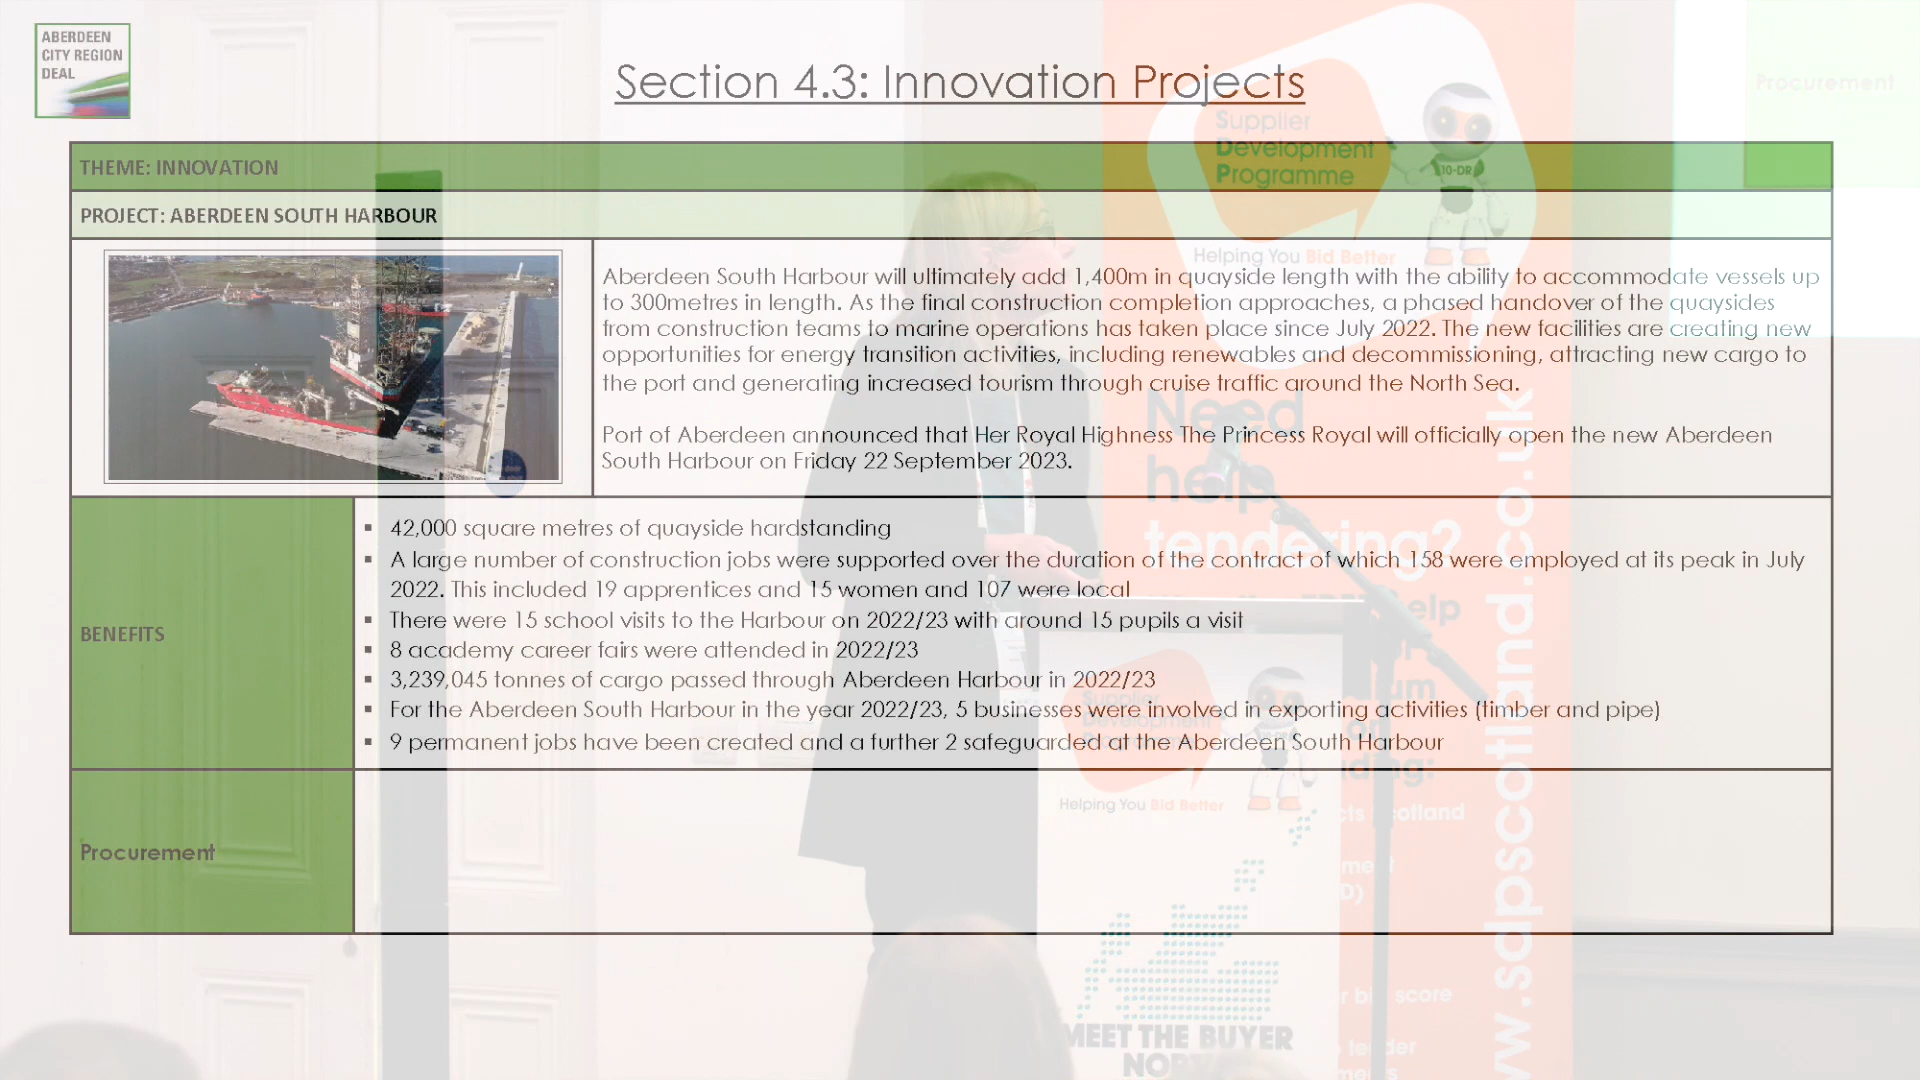 ABERDEEN
CITY REGION
DEAL
Section 4.3: Innovation Projects
Procurement
THEME: INNOVATION
PROJECT: ABERDEEN SOUTH HARBOUR
Supplier
Development
Programme
10-DR
Helping You Bid Better
Aberdeen South Harbour will ultimately add 1,400m in quayside length with the ability to accommodate vessels up
to 300metres in length. As the final construction completion approaches, a phased handover of the quaysides
from construction teams to marine operations has taken place since July 2022. The new facilities are creating new
opportunities for energy transition activities, including renewables and decommissioning, attracting new cargo to
the port and generating increased tourism through cruise traffic around the North Sea.
Port of Aberdeen announced that Her Royal Highness The Princess Royal will officially open the new Aberdeen
South Harbour on Friday 22 September 2023.
Need
help
tendering?
BENEFITS
▪ 42,000 square metres of quayside hardstanding
▪ A large number of construction jobs were supported over the duration of the contract of which 158 were employed at its peak in July
2022. This included 19 apprentices and 15 women and 107 were local
▪ There were 15 school visits to the Harbour on 2022/23 with around 15 pupils a visit
▪ 8 academy career fairs were attended in 2022/23
▪ 3,239,045 tonnes of cargo passed through Aberdeen Harbour in 2022/23
▪ For the Aberdeen South Harbour in the year 2022/23, 5 businesses were involved in exporting activities (timber and pipe)
▪ 9 permanent jobs have been created and a further 2 safeguarded at the Aberdeen South Harbour
Supplier
Development
Helping You Bid Better
Procurement
www.sdpscotland.co.uk
score
MEET THE BUYER